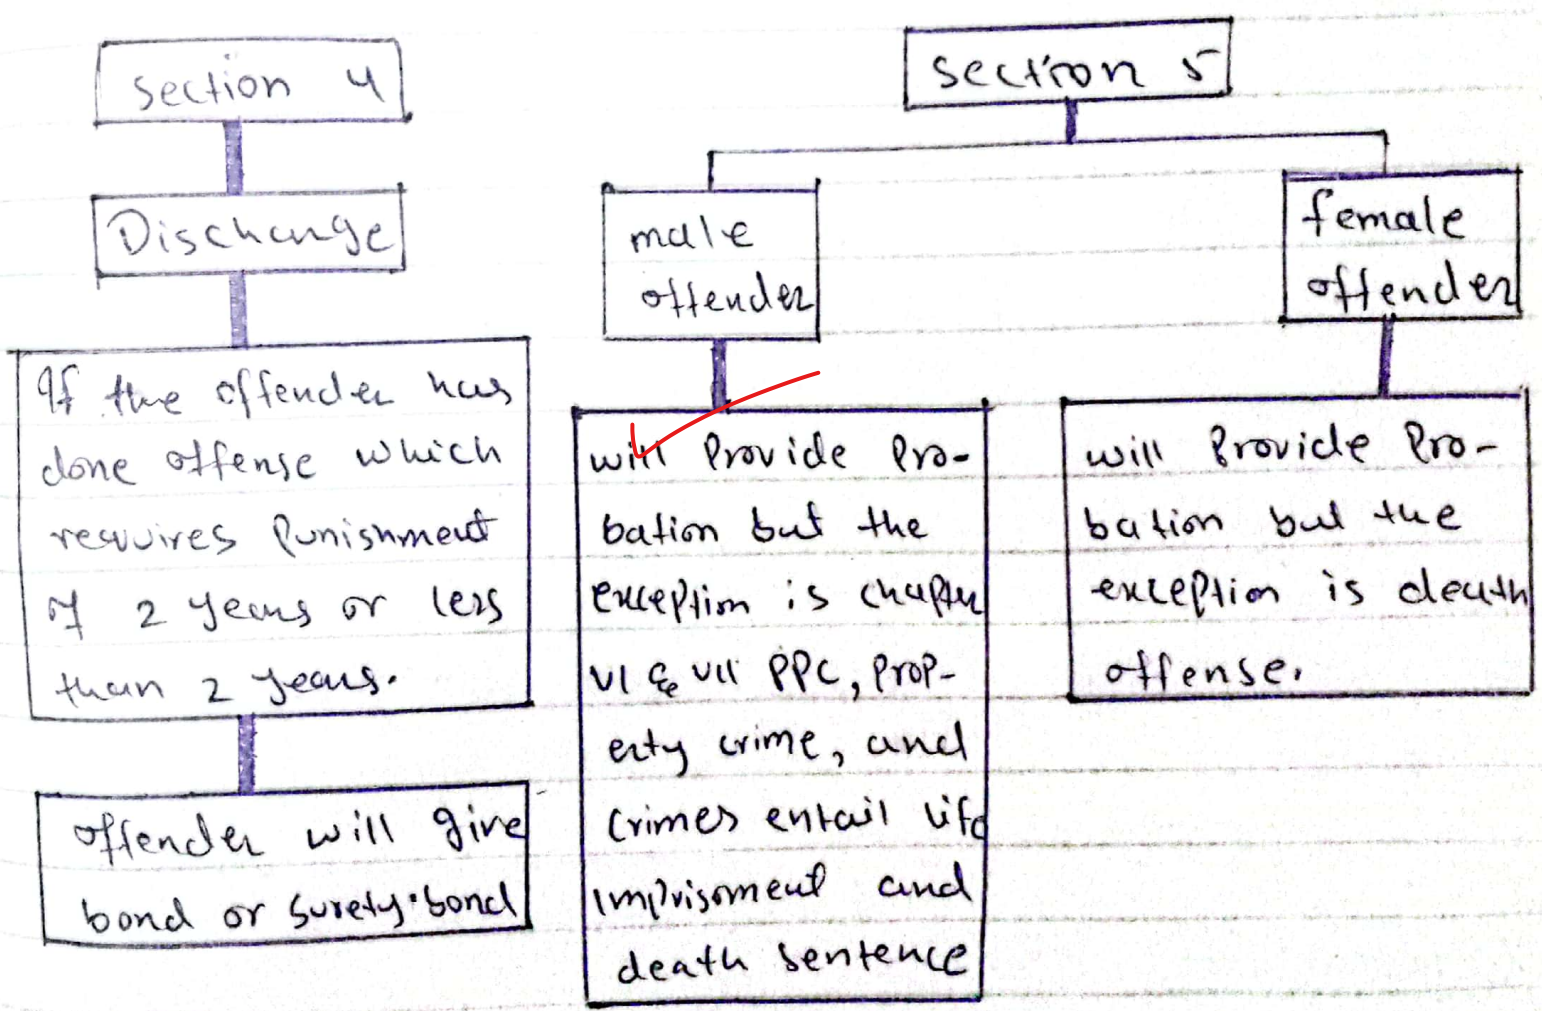 Section 4
Discharge
If the offender has
done offense which
requires Punishment
of 2 years or less
than 2 years.
offender will give
bond or surety.bond
Section 5
male
offender
will Provide Pro-
bation but the
exception is chapter
VI & VII PPC, Prop-
erty crime, and
Crimes entail life
imprisoment and
death sentence
female
offender
will Provide Pro-
bation but the
exception is death
offense.